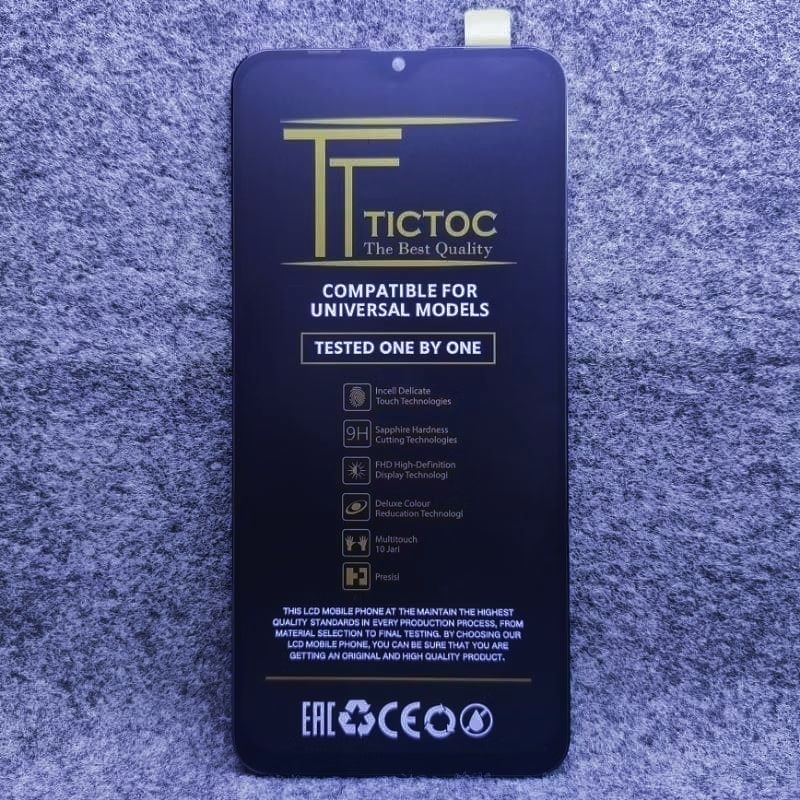 TT
TICTOC
The Best Quality
COMPATIBLE FOR
UNIVERSAL MODELS
TESTED ONE BY ONE
Incell Delicate
Touch Technologies
9H
Sapphire Hardness
Cutting Technologies
FHD High-Definition
Display Technologi
Deluxe Colour
Reducation Technologi
Multitouch
10 Jari
Presisi
THIS LCD MOBILE PHONE AT THE MAINTAIN THE HIGHEST
QUALITY STANDARDS IN EVERY PRODUCTION PROCESS, FROM
MATERIAL SELECTION TO FINAL TESTING. BY CHOOSING OUR
LCD MOBILE PHONE, YOU CAN BE SURE THAT YOU ARE
GETTING AN ORIGINAL AND HIGH QUALITY PRODUCT.
EAC CE